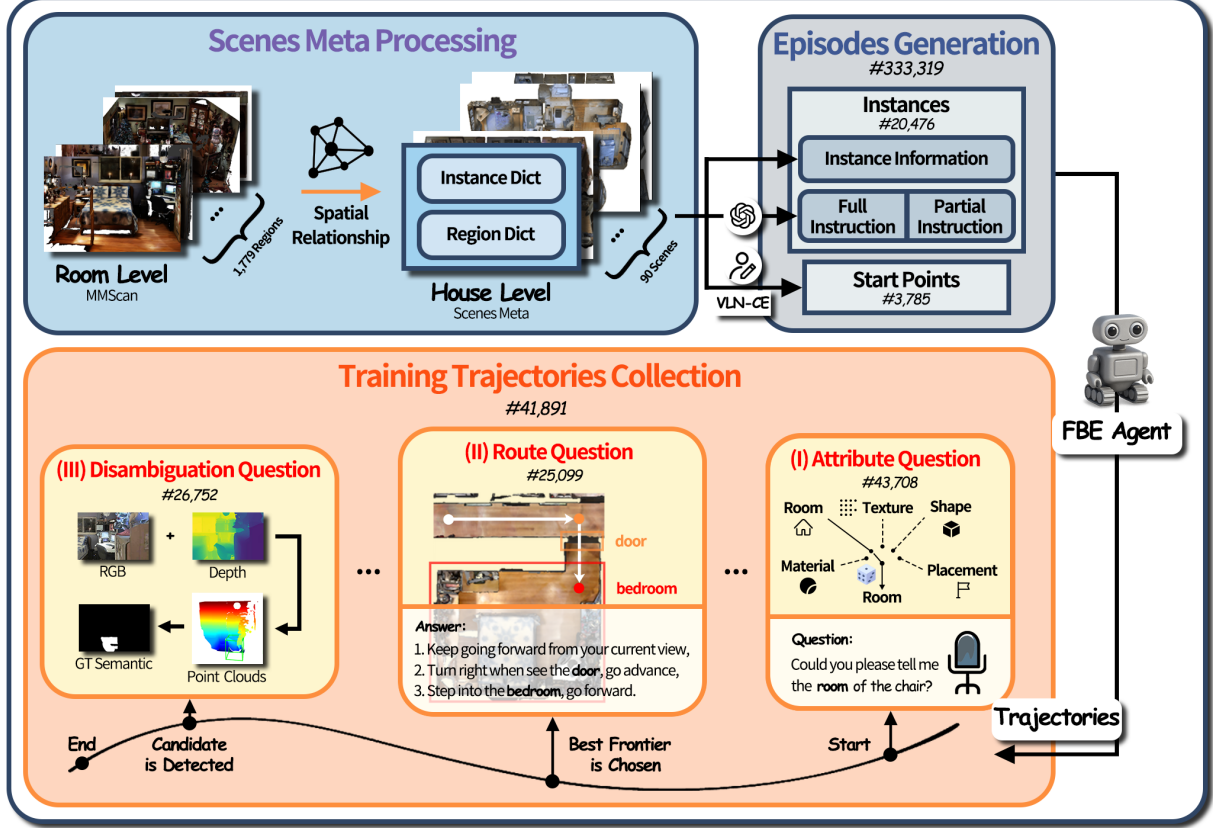 Scenes Meta Processing
Room Level
MMScan
1,779 Regions
Spatial
Relationship
Instance Dict
Region Dict
House Level
Scenes Meta
90 Scenes
VLN-CE
Episodes Generation
#333,319
Instances
#20,476
Instance Information
Full
Instruction
Partial
Instruction
Start Points
#3,785
FBE Agent
Trajectories
Training Trajectories Collection
#41,891
(III) Disambiguation Question
#26,752
RGB
+
Depth
GT Semantic
Point Clouds
...
(II) Route Question
#25,099
door
bedroom
Answer:
1. Keep going forward from your current view,
2. Turn right when see the door, go advance,
3. Step into the bedroom, go forward.
...
(I) Attribute Question
#43,708
Room
Texture
Shape
Material
Placement
Room
Question:
Could you please tell me
the room of the chair?
End
Candidate
is Detected
Best Frontier
is Chosen
Start